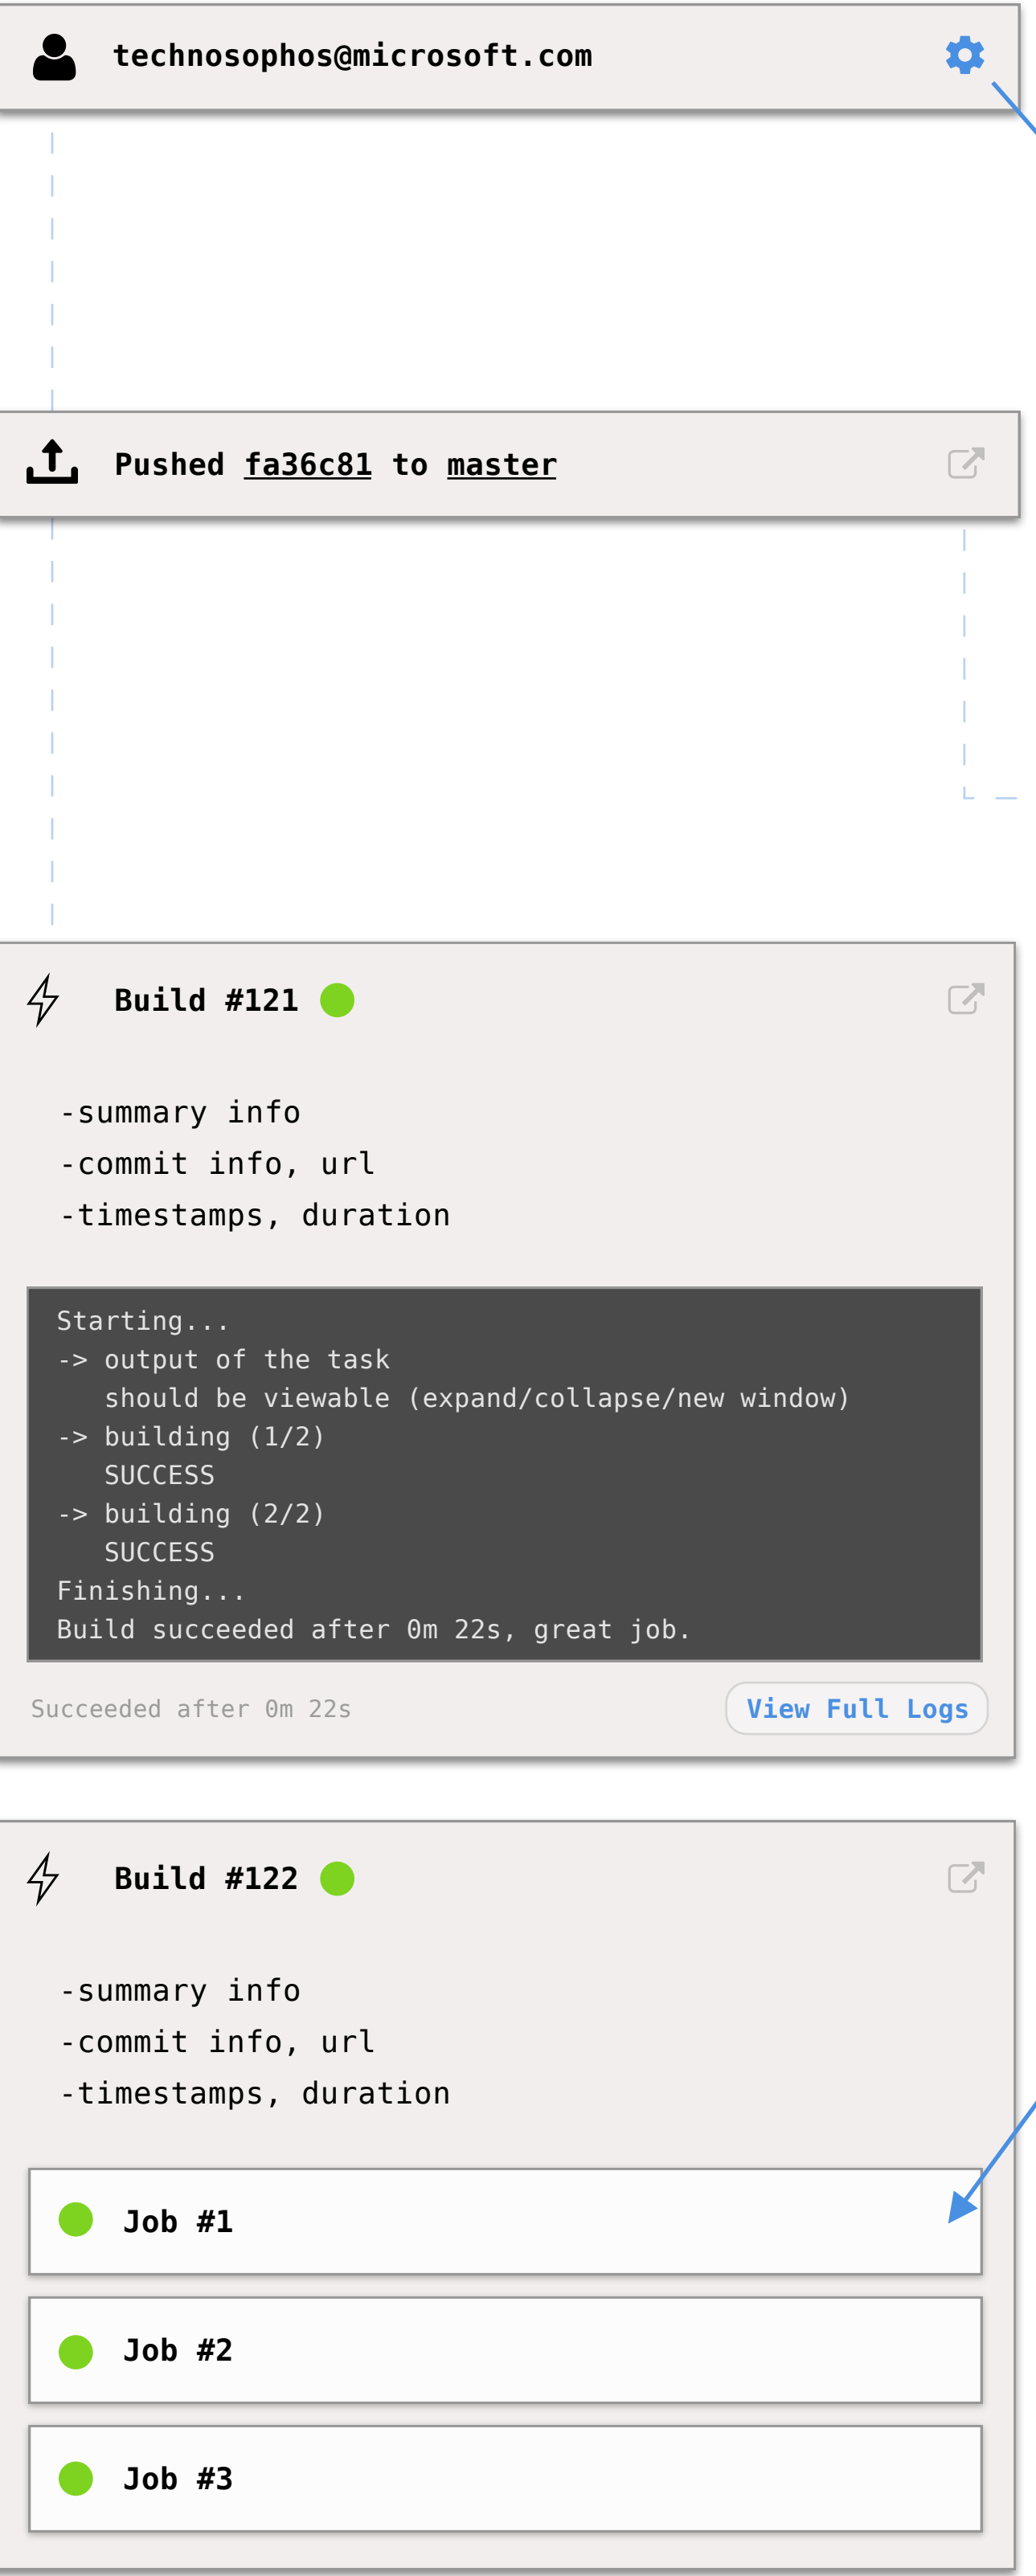 technosophos@microsoft.com
Pushed fa36c81 to master
Build #121
-summary info
-commit info, url
-timestamps, duration
Starting...
-> output of the task
   should be viewable (expand/collapse/new window)
-> building (1/2)
   SUCCESS
-> building (2/2)
   SUCCESS
Finishing...
Build succeeded after 0m 22s, great job.
Succeeded after 0m 22s
View Full Logs
Build #122
-summary info
-commit info, url
-timestamps, duration
Job #1
Job #2
Job #3